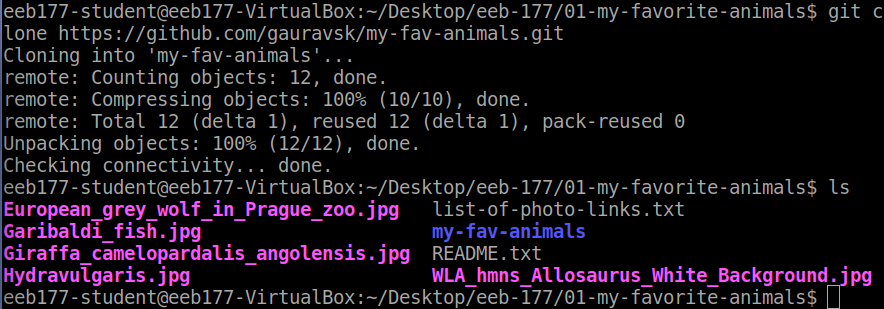 eeb177-student@eeb177-VirtualBox:~/Desktop/eeb-177/01-my-favorite-animals$ git c
lone https://github.com/gauravsk/my-fav-animals.git
Cloning into 'my-fav-animals'...
remote: Counting objects: 12, done.
remote: Compressing objects: 100% (10/10), done.
remote: Total 12 (delta 1), reused 12 (delta 1), pack-reused 0
Unpacking objects: 100% (12/12), done.
Checking connectivity... done.
eeb177-student@eeb177-VirtualBox:~/Desktop/eeb-177/01-my-favorite-animals$ ls
European_grey_wolf_in_Prague_zoo.jpg   list-of-photo-links.txt
Garibaldi_fish.jpg                     my-fav-animals
Giraffa_camelopardalis_angolensis.jpg  README.txt
Hydravulgaris.jpg                      WLA_hmns_Allosaurus_White_Background.jpg
eeb177-student@eeb177-VirtualBox:~/Desktop/eeb-177/01-my-favorite-animals$